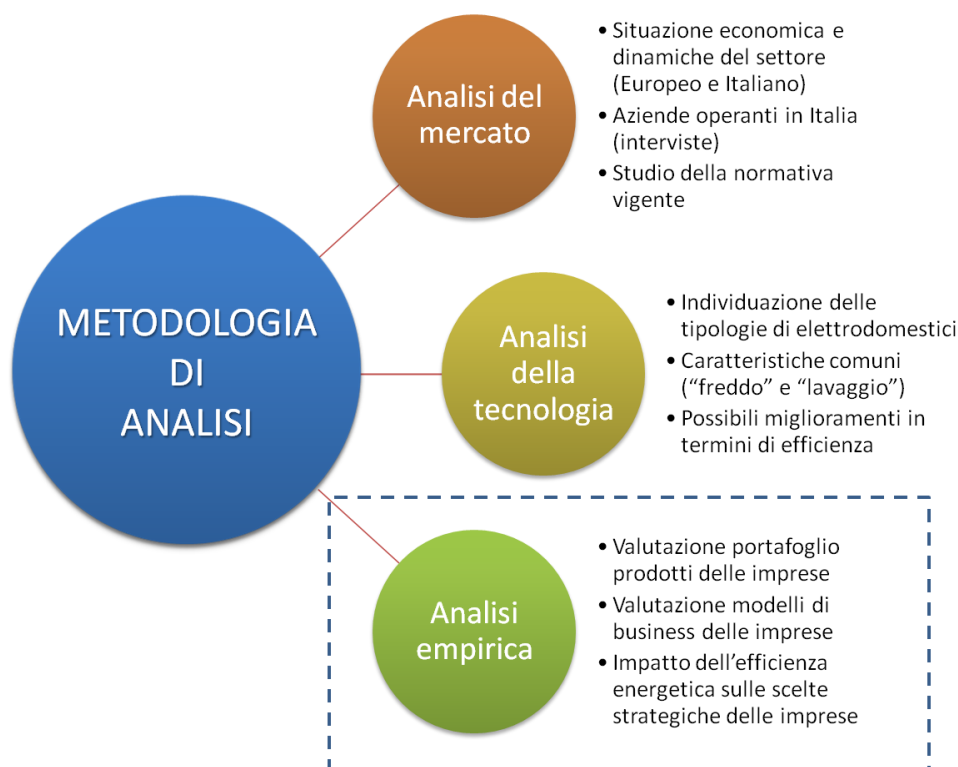 METODOLOGIA
DI
ANALISI
Analisi del
mercato
• Situazione economica e
dinamiche del settore
(Europeo e Italiano)
• Aziende operanti in Italia
(interviste)
• Studio della normativa
vigente
Analisi
della
tecnologia
• Individuazione delle
tipologie di elettrodomestici
• Caratteristiche comuni
(“freddo” e “lavaggio”)
• Possibili miglioramenti in
termini di efficienza
Analisi
empirica
• Valutazione portafoglio
prodotti delle imprese
• Valutazione modelli di
business delle imprese
• Impatto dell’efficienza
energetica sulle scelte
strategiche delle imprese